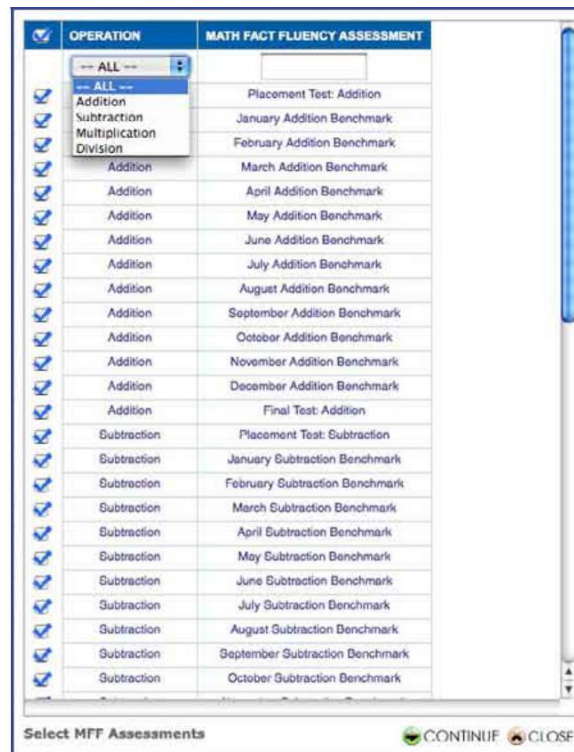 OPERATION MATH FACT FLUENCY ASSESSMENT
-- ALL --
-- ALL --
Addition
Subtraction
Multiplication
Division
Placement Test: Addition
January Addition Benchmark
February Addition Benchmark
Addition March Addition Benchmark
Addition April Addition Benchmark
Addition May Addition Benchmark
Addition June Addition Benchmark
Addition July Addition Benchmark
Addition August Addition Benchmark
Addition September Addition Benchmark
Addition October Addition Benchmark
Addition November Addition Benchmark
Addition December Addition Benchmark
Addition Final Test: Addition
Subtraction Placement Test: Subtraction
Subtraction January Subtraction Benchmark
Subtraction February Subtraction Benchmark
Subtraction March Subtraction Benchmark
Subtraction April Subtraction Benchmark
Subtraction May Subtraction Benchmark
Subtraction June Subtraction Benchmark
Subtraction July Subtraction Benchmark
Subtraction August Subtraction Benchmark
Subtraction September Subtraction Benchmark
Subtraction October Subtraction Benchmark
Select MFF Assessments CONTINUE CLOSE